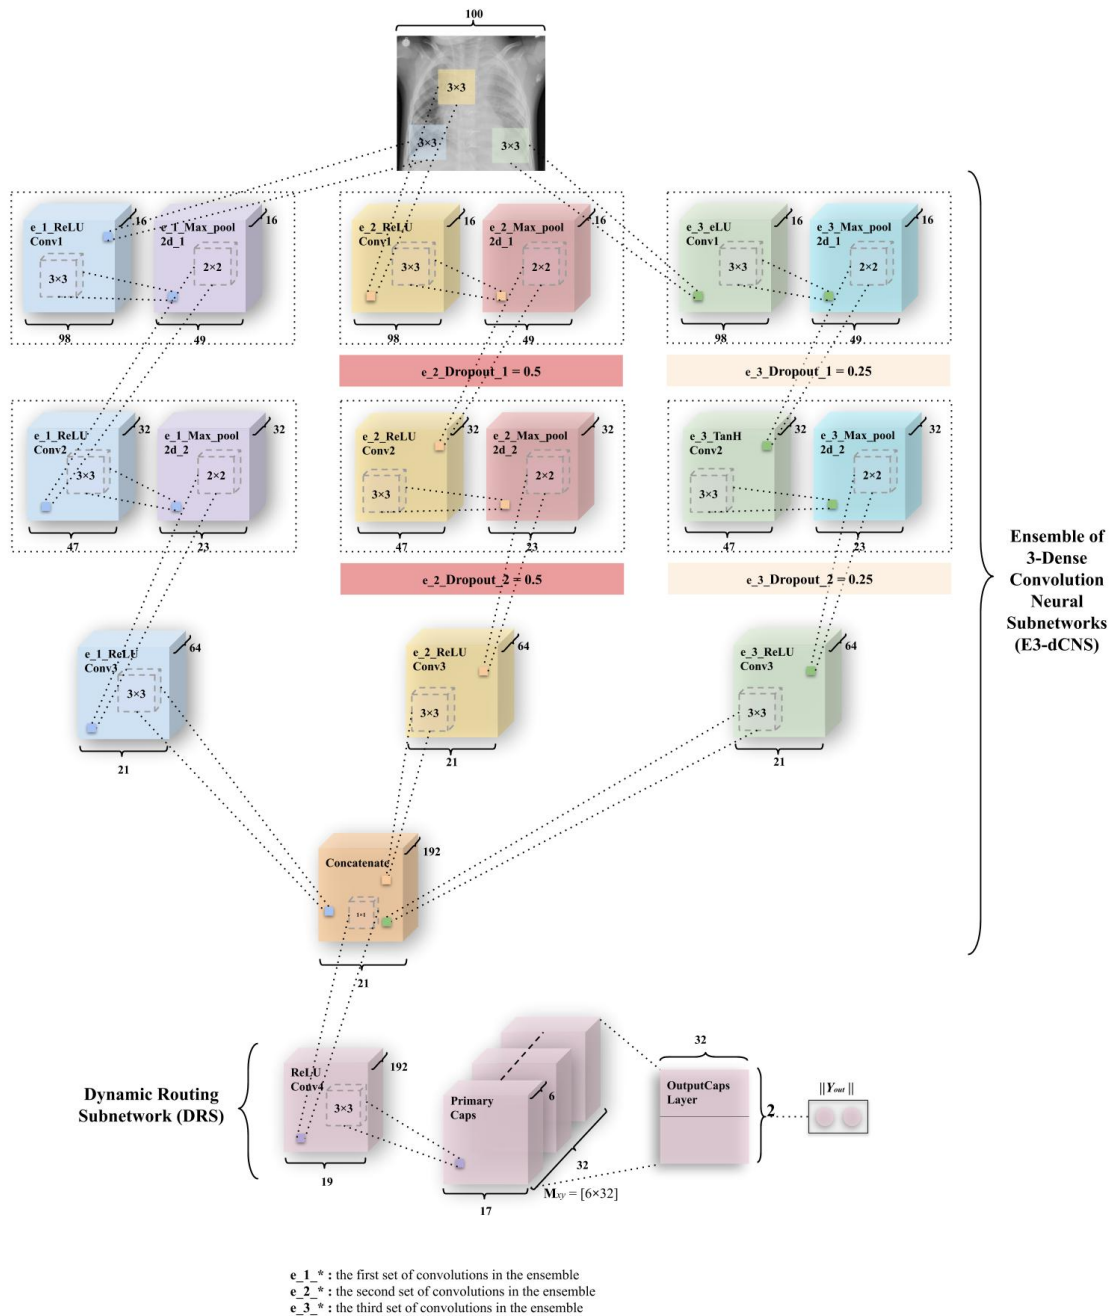 100
3×3
3×3
3×3
e_1_ReLU
Conv1
3×3
16
98
e_1_Max_pool
2d_1
2×2
16
49
e_2_ReLU
Conv1
3×3
16
98
e_2_Max_pool
2d_1
2×2
16
49
e_3_eLU
Conv1
3×3
16
98
e_3_Max_pool
2d_1
2×2
16
49
e_2_Dropout_1 = 0.5
e_3_Dropout_1 = 0.25
e_1_ReLU
Conv2
3×3
32
47
e_1_Max_pool
2d_2
2×2
32
23
e_2_ReLU
Conv2
3×3
32
47
e_2_Max_pool
2d_2
2×2
32
23
e_3_TanH
Conv2
3×3
32
47
e_3_Max_pool
2d_2
2×2
32
23
e_2_Dropout_2 = 0.5
e_3_Dropout_2 = 0.25
e_1_ReLU
Conv3
3×3
64
21
e_2_ReLU
Conv3
3×3
64
21
e_3_ReLU
Conv3
3×3
64
21
Ensemble of
3-Dense
Convolution
Neural
Subnetworks
(E3-dCNS)
Concatenate
1×1
192
21
Dynamic Routing
Subnetwork (DRS)
ReLU
Conv4
3×3
192
19
Primary
Caps
6
32
17
Mxy = [6×32]
32
OutputCaps
Layer
2
||Yout ||
e_1_* : the first set of convolutions in the ensemble
e_2_* : the second set of convolutions in the ensemble
e_3_* : the third set of convolutions in the ensemble